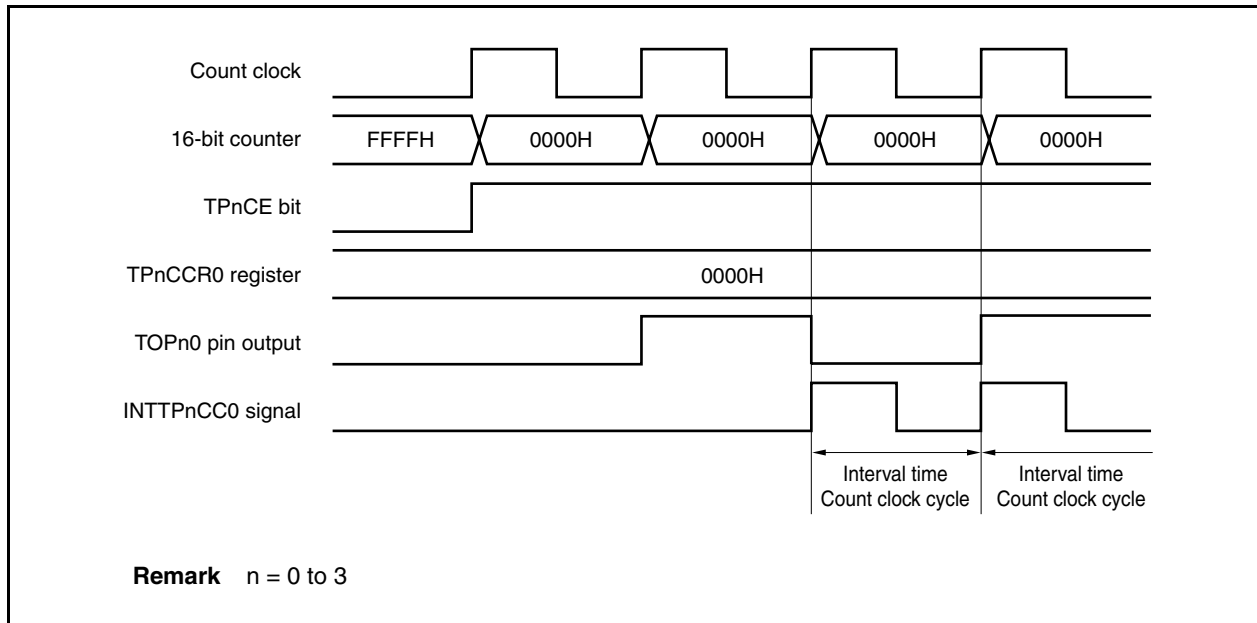 Count clock
16-bit counter FFFFH 0000H 0000H 0000H 0000H
TPnCE bit
TPnCCR0 register 0000H
TOPn0 pin output
INTTPnCC0 signal
Interval time Interval time
Count clock cycle Count clock cycle
Remark n = 0 to 3